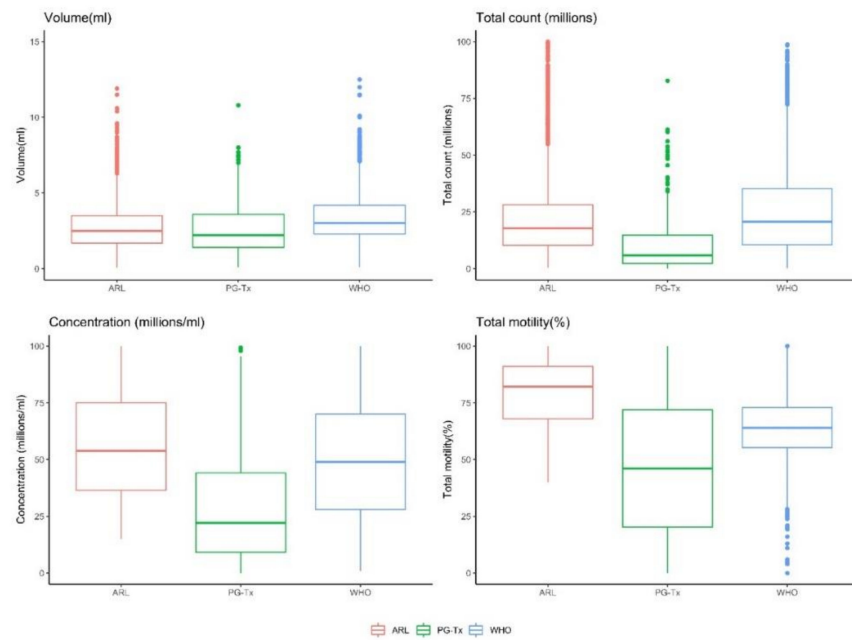 Volume(ml)
15
10
5
0
Volume(ml)
ARL
PG-Tx
WHO
Total count (millions)
100
75
50
25
0
Total count (millions)
ARL
PG-Tx
WHO
Concentration (millions/ml)
100
75
50
25
0
Concentration (millions/ml)
ARL
PG-Tx
WHO
Total motility(%)
100
75
50
25
0
Total motility(%)
ARL
PG-Tx
WHO
ARL PG-Tx WHO